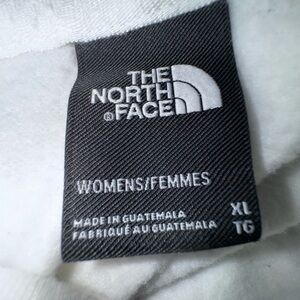 THE
NORTH
® FACE
WOMENS/FEMMES
MADE IN GUATEMALA XL
FABRIQUÉ AU GUATEMALA TG